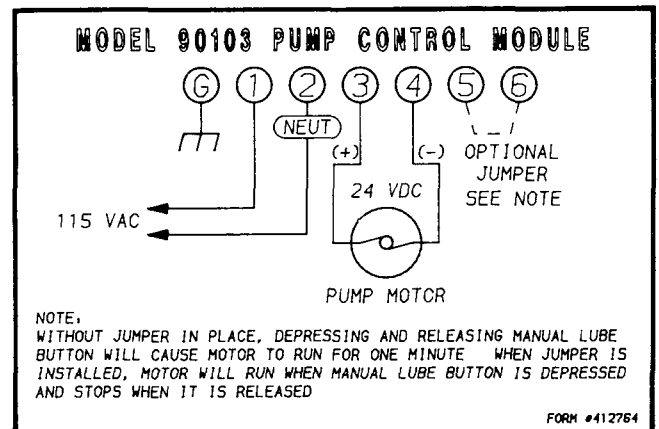 MODEL 90103 PUMP CONTROL MODULE
G 1 2 3 4 5 6
NEUT
(+) (-) OPTIONAL
JUMPER
24 VDC SEE NOTE
115 VAC
PUMP MOTOR
NOTE,
WITHOUT JUMPER IN PLACE, DEPRESSING AND RELEASING MANUAL LUBE
BUTTON WILL CAUSE MOTOR TO RUN FOR ONE MINUTE WHEN JUMPER IS
INSTALLED, MOTOR WILL RUN WHEN MANUAL LUBE BUTTON IS DEPRESSED
AND STOPS WHEN IT IS RELEASED
FORM #412764